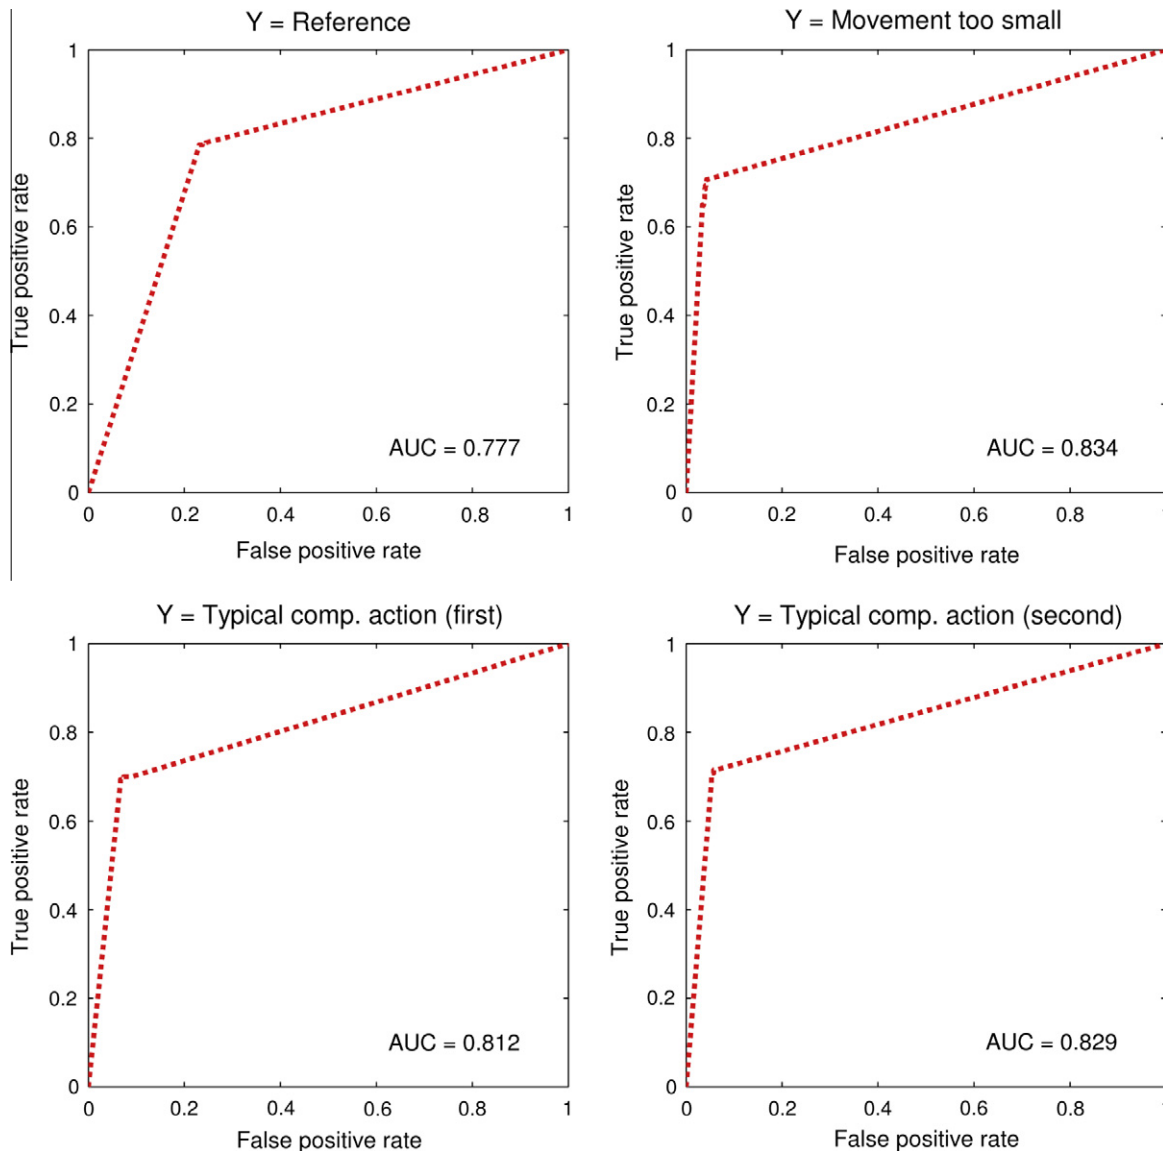 Y = Reference
1
0.8
0.6
0.4
0.2
0
True positive rate
AUC = 0.777
0 0.2 0.4 0.6 0.8 1
False positive rate
Y = Movement too small
1
0.8
0.6
0.4
0.2
0
True positive rate
AUC = 0.834
0 0.2 0.4 0.6 0.8
False positive rate
Y = Typical comp. action (first)
1
0.8
0.6
0.4
0.2
0
True positive rate
AUC = 0.812
0 0.2 0.4 0.6 0.8 1
False positive rate
Y = Typical comp. action (second)
1
0.8
0.6
0.4
0.2
0
True positive rate
AUC = 0.829
0 0.2 0.4 0.6 0.8
False positive rate